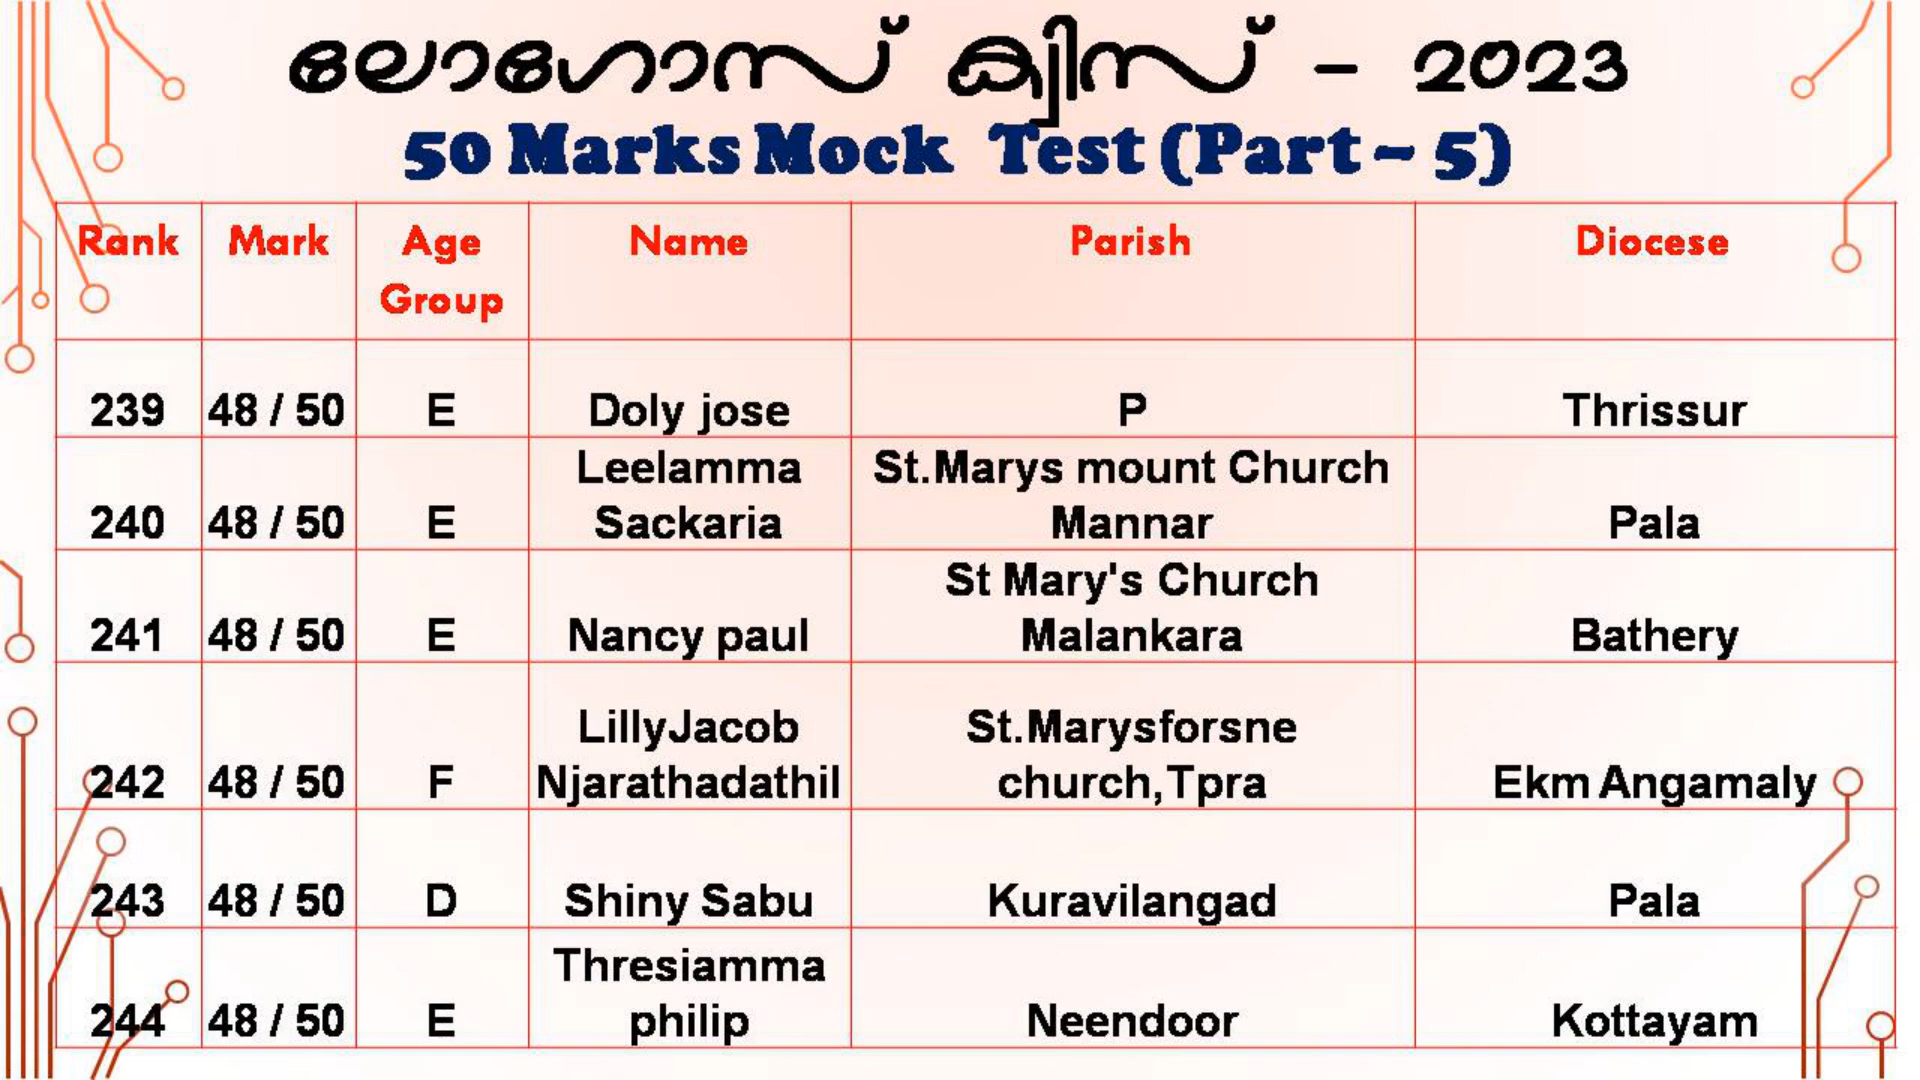 ലോഗോസ് ക്വിസ് - 2023
50 Marks Mock Test (Part - 5)
Rank Mark Age Group Name Parish Diocese
239 48 / 50 E Doly jose P Thrissur
240 48 / 50 E Leelamma Sackaria St.Marys mount Church Mannar Pala
241 48 / 50 E Nancy paul St Mary's Church Malankara Bathery
242 48 / 50 F LillyJacob Njarathadathil St.Marysforsne church,Tpra Ekm Angamaly
243 48 / 50 D Shiny Sabu Kuravilangad Pala
244 48 / 50 E Thresiamma philip Neendoor Kottayam